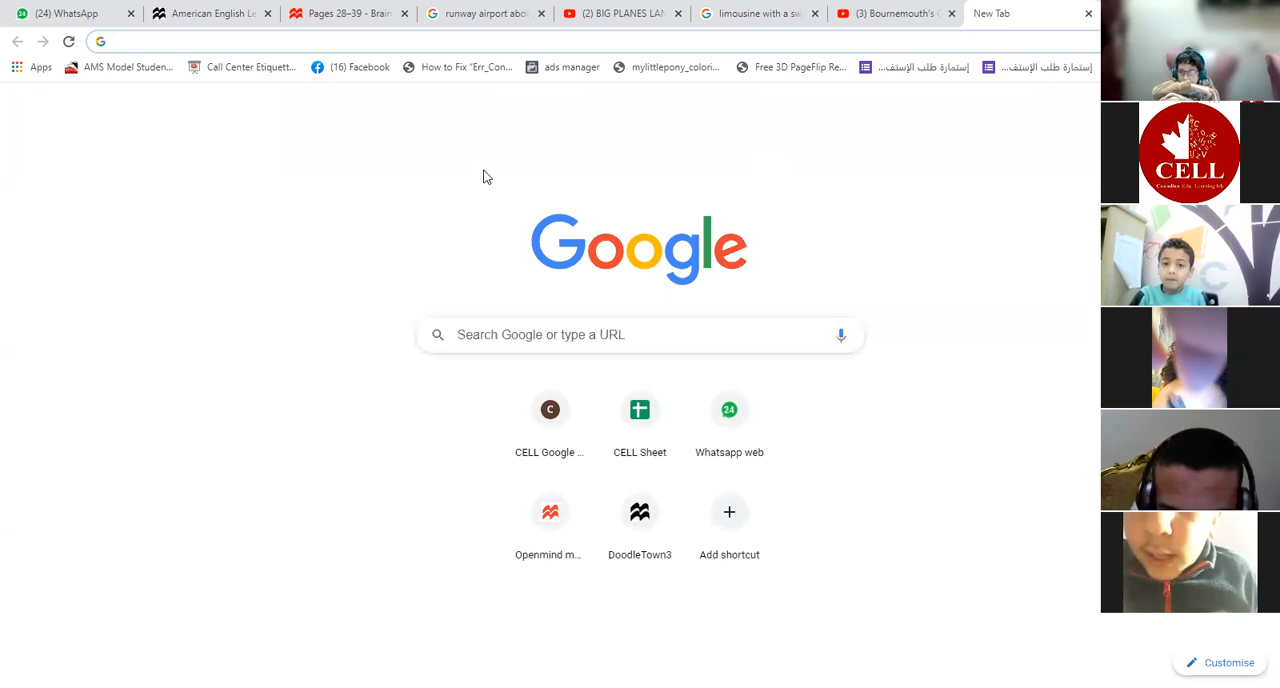 (24) WhatsApp
American English Le
Pages 28–39 - Brain
runway airport abo
(2) BIG PLANES LAN
limousine with a sw
(3) Bournemouth's
New Tab
Apps
AMS Model Studen...
Call Center Etiquett...
(16) Facebook
How to Fix "Err_Con...
ads manager
mylittlepony_colori...
Free 3D PageFlip Re...
إستمارة طلب الإستف...
إستمارة طلب الإستف...
CELL
Google
Search Google or type a URL
C
24
CELL Google ...
CELL Sheet
Whatsapp web
Openmind m...
DoodleTown3
Add shortcut
Customise